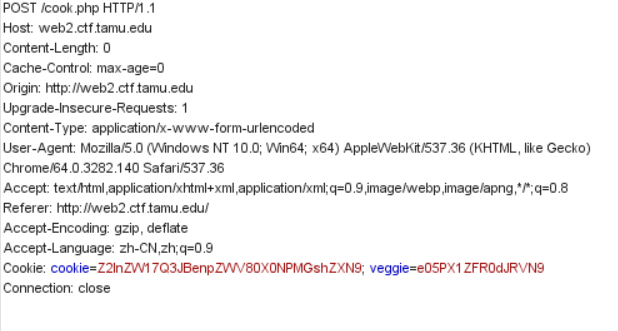 POST /cook.php HTTP/1.1
Host: web2.ctf.tamu.edu
Content-Length: 0
Cache-Control: max-age=0
Origin: http://web2.ctf.tamu.edu
Upgrade-Insecure-Requests: 1
Content-Type: application/x-www-form-urlencoded
User-Agent: Mozilla/5.0 (Windows NT 10.0; Win64; x64) AppleWebKit/537.36 (KHTML, like Gecko)
Chrome/64.0.3282.140 Safari/537.36
Accept: text/html,application/xhtml+xml,application/xml;q=0.9,image/webp,image/apng,*/*;q=0.8
Referer: http://web2.ctf.tamu.edu/
Accept-Encoding: gzip, deflate
Accept-Language: zh-CN,zh;q=0.9
Cookie: cookie=Z2lnZW17Q3JBenpZWV80X0NPMGshZXN9; veggie=e05PX1ZFR0dJRVN9
Connection: close